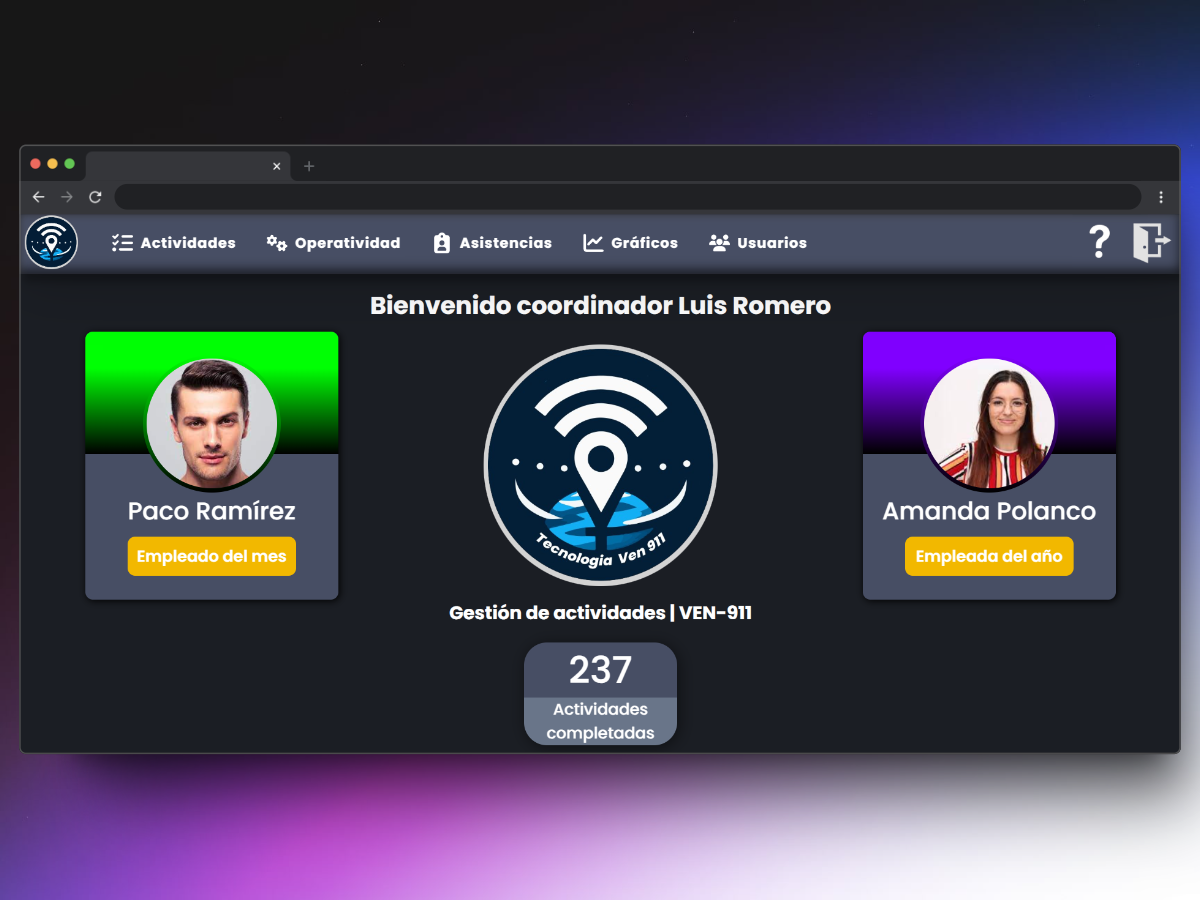 Actividades
Operatividad
Asistencias
Gráficos
Usuarios
?
Bienvenido coordinador Luis Romero
Paco Ramírez
Empleado del mes
Tecnologia Ven 911
Amanda Polanco
Empleada del año
Gestión de actividades | VEN-911
237
Actividades
completadas